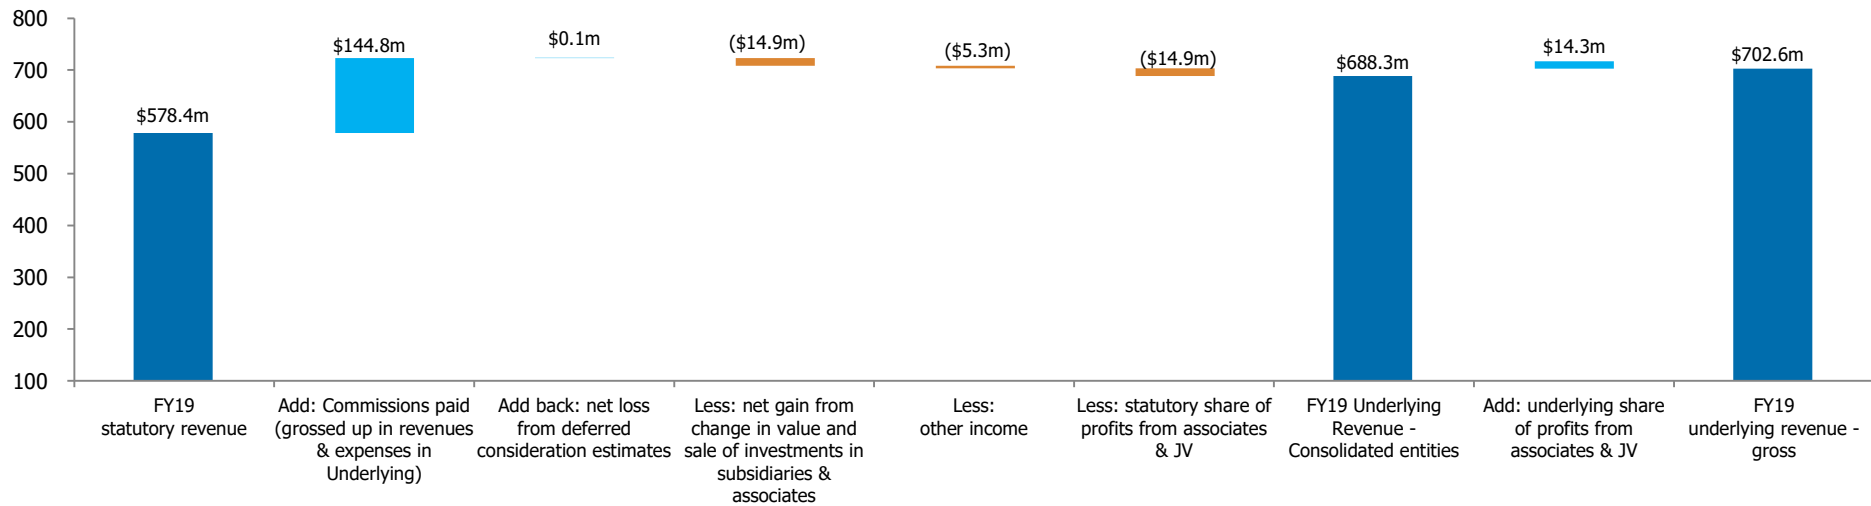 800
700
600
500
400
300
200
100
$578.4m
$144.8m
$0.1m
($14.9m)
($5.3m)
($14.9m)
$688.3m
$14.3m
$702.6m
FY19
statutory revenue
Add: Commissions paid
(grossed up in revenues
& expenses in
Underlying)
Add back: net loss
from deferred
consideration estimates
Less: net gain from
change in value and
sale of investments in
subsidiaries &
associates
Less:
other income
Less: statutory share of
profits from associates
& JV
FY19 Underlying
Revenue -
Consolidated entities
Add: underlying share
of profits from
associates & JV
FY19
underlying revenue -
gross